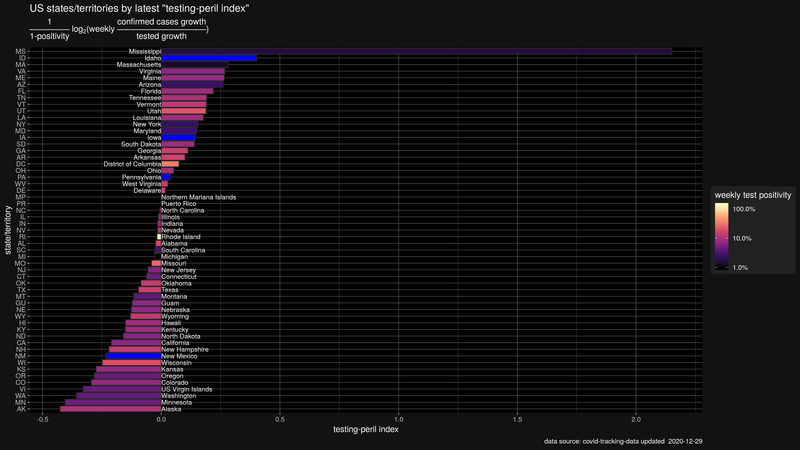 US states/territories by latest "testing-peril index"
1/1-positivity log2(weekly confirmed cases growth/tested growth)
MS Mississippi
ID Idaho
MA Massachusetts
VA Virginia
ME Maine
AZ Arizona
FL Florida
TN Tennessee
VT Vermont
UT Utah
LA Louisiana
NY New York
MD Maryland
IA Iowa
SD South Dakota
GA Georgia
AR Arkansas
DC District of Columbia
OH Ohio
PA Pennsylvania
WV West Virginia
DE Delaware
MP Northern Mariana Islands
PR Puerto Rico
NC North Carolina
IL Illinois
IN Indiana
NV Nevada
RI Rhode Island
AL Alabama
SC South Carolina
MI Michigan
MO Missouri
NJ New Jersey
CT Connecticut
OK Oklahoma
TX Texas
MT Montana
GU Guam
NE Nebraska
WY Wyoming
HI Hawaii
KY Kentucky
ND North Dakota
CA California
NH New Hampshire
NM New Mexico
WI Wisconsin
KS Kansas
OR Oregon
CO Colorado
VI US Virgin Islands
WA Washington
MN Minnesota
AK Alaska
state/territory
-0.5 0.0 0.5 1.0 1.5 2.0
testing-peril index
weekly test positivity
100.0%
10.0%
1.0%
data source: covid-tracking-data updated 2020-12-29